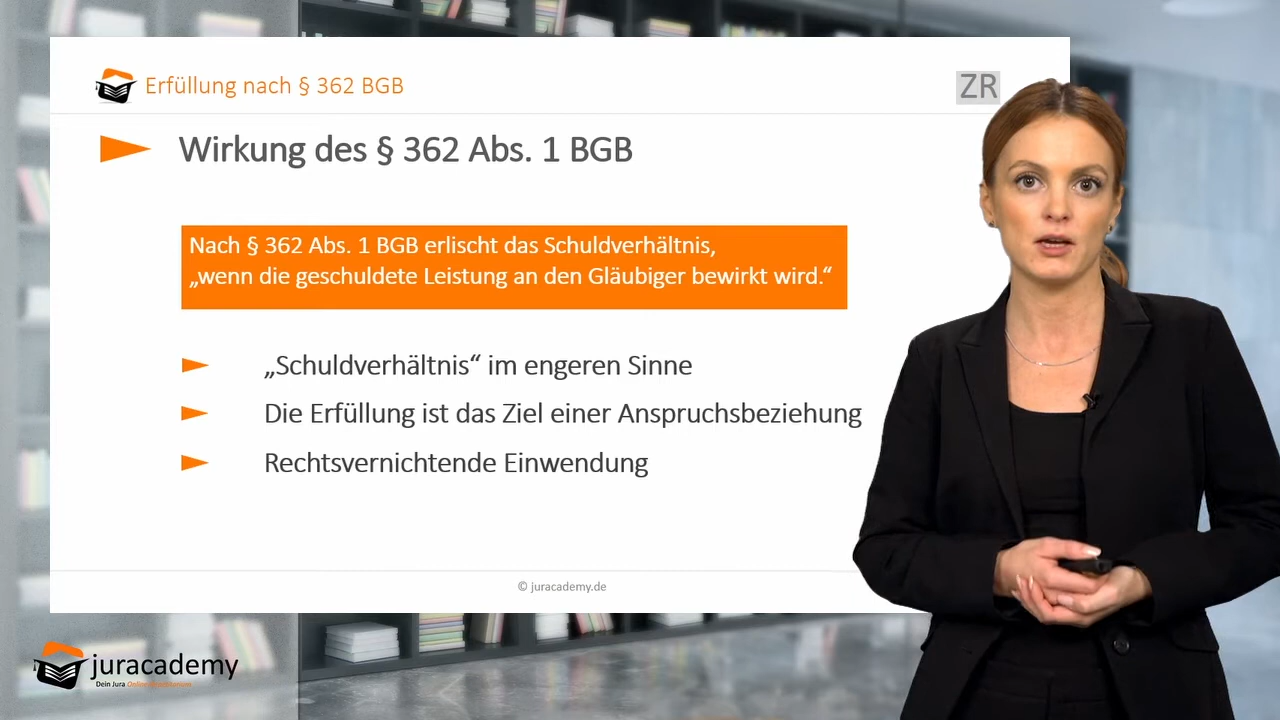 Erfüllung nach § 362 BGB
ZR
Wirkung des § 362 Abs. 1 BGB
Nach § 362 Abs. 1 BGB erlischt das Schuldverhältnis,
„wenn die geschuldete Leistung an den Gläubiger bewirkt wird.“
„Schuldverhältnis“ im engeren Sinne
Die Erfüllung ist das Ziel einer Anspruchsbeziehung
Rechtsvernichtende Einwendung
© juracademy.de
juracademy
Dein Jura